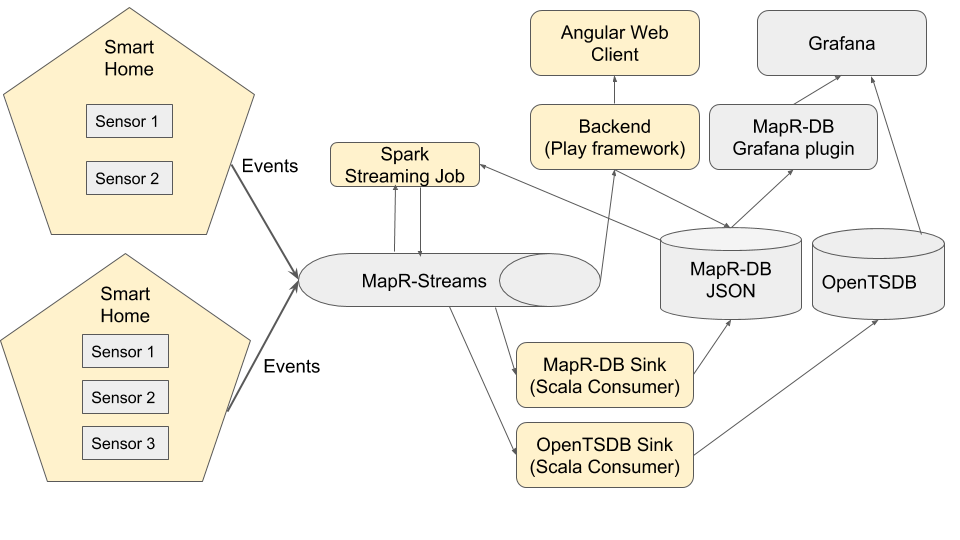 Smart
Home
Sensor 1
Sensor 2
Events
Smart
Home
Sensor 1
Sensor 2
Sensor 3
Events
Spark
Streaming Job
MapR-Streams
Angular Web
Client
Backend
(Play framework)
Grafana
MapR-DB
Grafana plugin
MapR-DB
JSON
OpenTSDB
MapR-DB Sink
(Scala Consumer)
OpenTSDB Sink
(Scala Consumer)